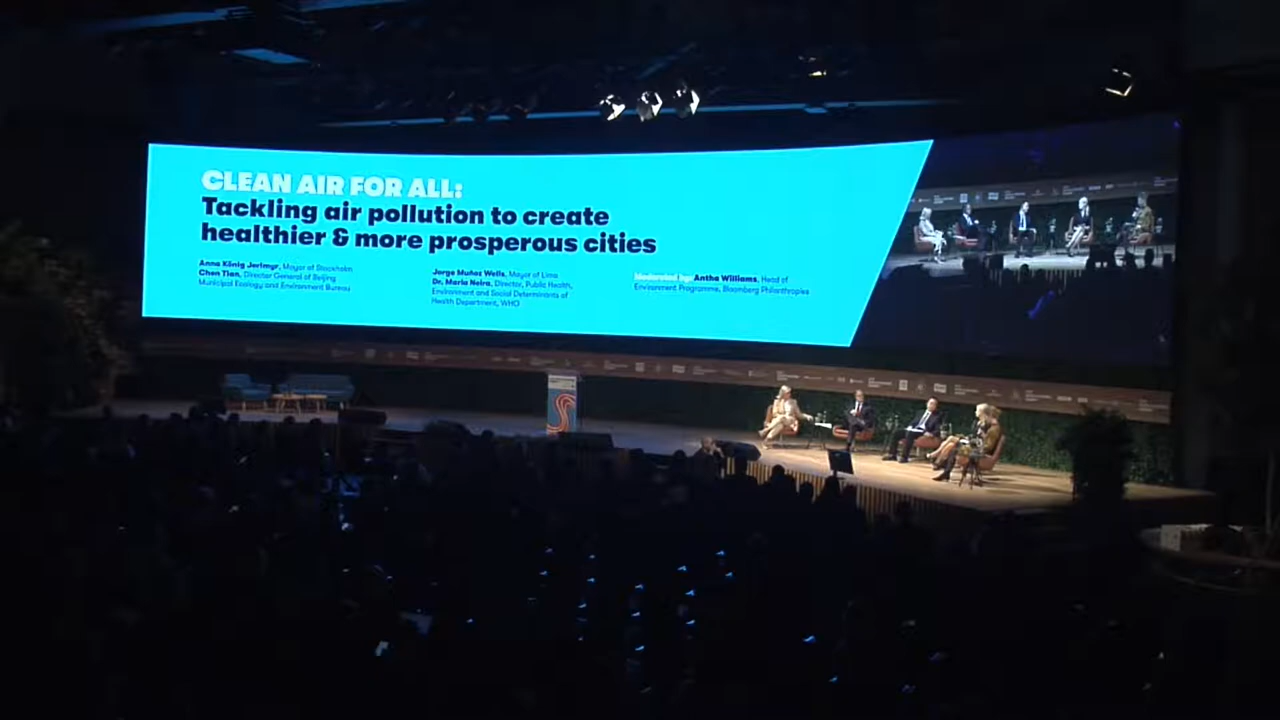 CLEAN AIR FOR ALL:
Tackling air pollution to create
healthier & more prosperous cities
Anna König Jerlmyr, Mayor of Stockholm
Chen Tian, Director General of Beijing
Municipal Ecology and Environment Bureau
Jorge Muñoz Wells, Mayor of Lima
Dr. Maria Neira, Director, Public Health,
Environment and Social Determinants of
Health Department, WHO
Moderated by: Antha Williams, Head of
Environment Programme, Bloomberg Philanthropies